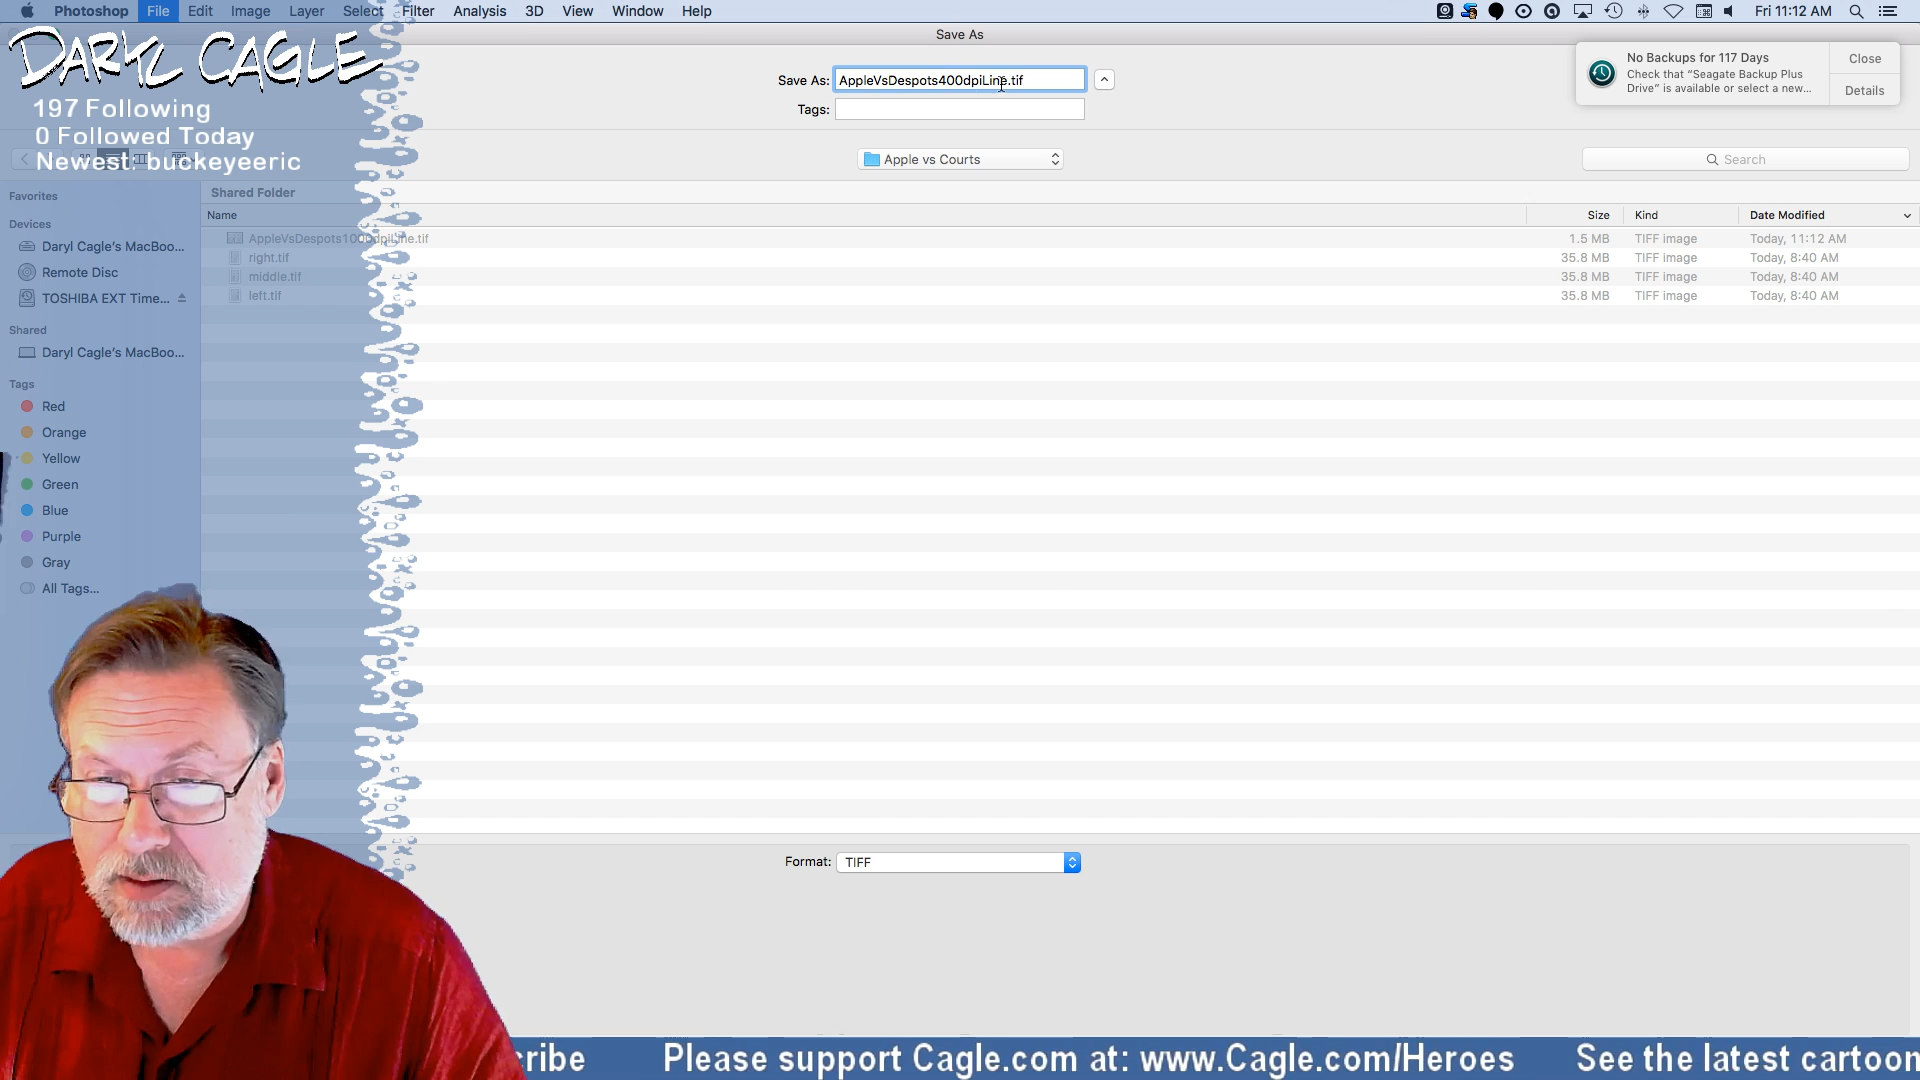 Photoshop File Edit Image Layer Select Filter Analysis 3D View Window Help Fri 11:12 AM
Save As
DARYL CAGLE
197 Following
0 Followed Today
Newest: buckeyeeric
Save As: AppleVsDespots400dpiLine.tif
Tags:
No Backups for 117 Days
Check that “Seagate Backup Plus
Drive” is available or select a new...
Close
Details
Apple vs Courts
Search
Favorites
Devices
Daryl Cagle’s MacBoo...
Remote Disc
TOSHIBA EXT Time...
Shared
Daryl Cagle’s MacBoo...
Tags
Red
Orange
Yellow
Green
Blue
Purple
Gray
All Tags...
Shared Folder
Name Size Kind Date Modified
AppleVsDespots1000dpiLine.tif 1.5 MB TIFF image Today, 11:12 AM
right.tif 35.8 MB TIFF image Today, 8:40 AM
middle.tif 35.8 MB TIFF image Today, 8:40 AM
left.tif 35.8 MB TIFF image Today, 8:40 AM
Format: TIFF
cribe Please support Cagle.com at: www.Cagle.com/Heroes See the latest cartoon